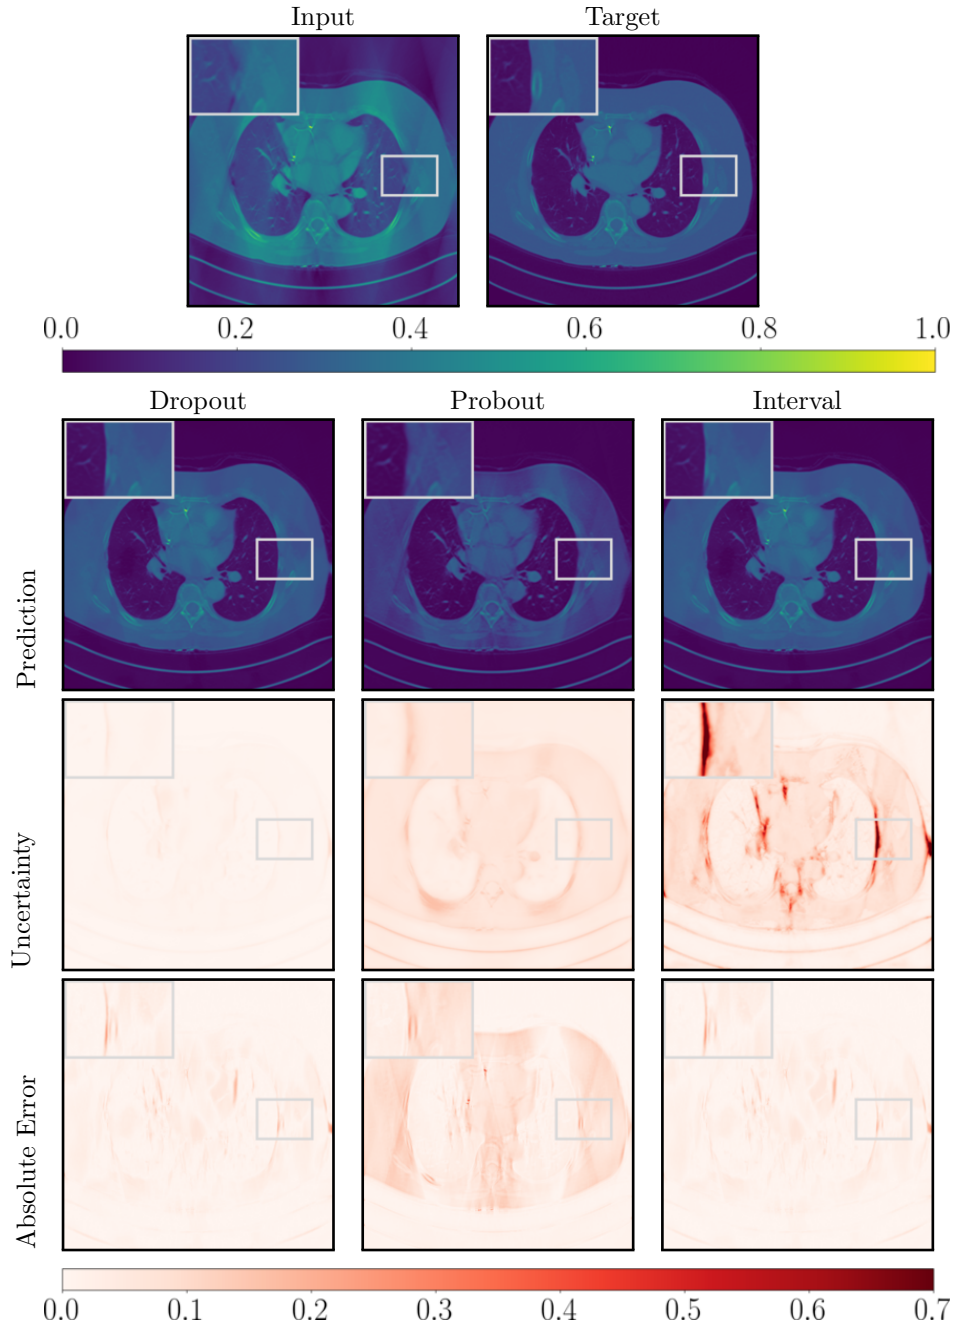 Input Target
0.0 0.2 0.4 0.6 0.8 1.0
Dropout Probout Interval
Prediction
Uncertainty
Absolute Error
0.0 0.1 0.2 0.3 0.4 0.5 0.6 0.7